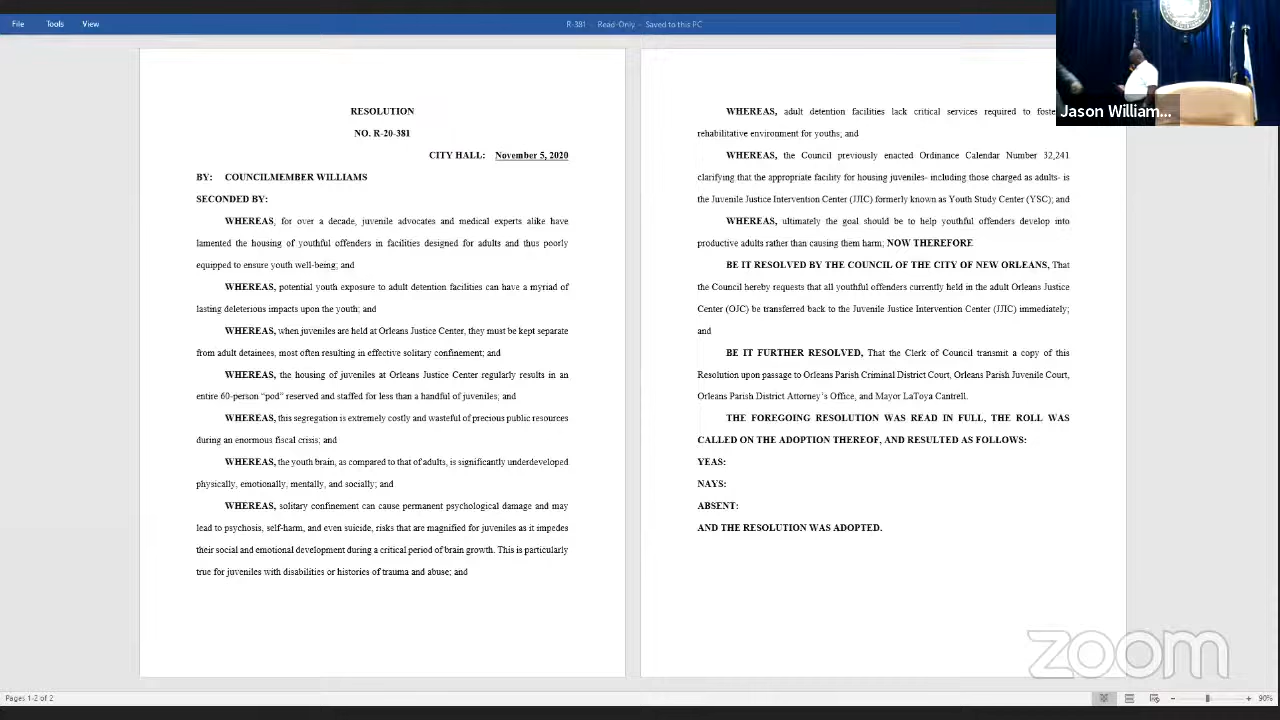 File Tools View
R-381 – Read-Only – Saved to this PC
Jason William...
RESOLUTION
NO. R-20-381
CITY HALL: November 5, 2020
BY: COUNCILMEMBER WILLIAMS
SECONDED BY:
WHEREAS, for over a decade, juvenile advocates and medical experts alike have
lamented the housing of youthful offenders in facilities designed for adults and thus poorly
equipped to ensure youth well-being; and
WHEREAS, potential youth exposure to adult detention facilities can have a myriad of
lasting deleterious impacts upon the youth; and
WHEREAS, when juveniles are held at Orleans Justice Center, they must be kept separate
from adult detainees, most often resulting in effective solitary confinement; and
WHEREAS, the housing of juveniles at Orleans Justice Center regularly results in an
entire 60-person “pod” reserved and staffed for less than a handful of juveniles; and
WHEREAS, this segregation is extremely costly and wasteful of precious public resources
during an enormous fiscal crisis; and
WHEREAS, the youth brain, as compared to that of adults, is significantly underdeveloped
physically, emotionally, mentally, and socially; and
WHEREAS, solitary confinement can cause permanent psychological damage and may
lead to psychosis, self-harm, and even suicide, risks that are magnified for juveniles as it impedes
their social and emotional development during a critical period of brain growth. This is particularly
true for juveniles with disabilities or histories of trauma and abuse; and
WHEREAS, adult detention facilities lack critical services required to foste
rehabilitative environment for youths; and
WHEREAS, the Council previously enacted Ordinance Calendar Number 32,241
clarifying that the appropriate facility for housing juveniles- including those charged as adults- is
the Juvenile Justice Intervention Center (JJIC) formerly known as Youth Study Center (YSC); and
WHEREAS, ultimately the goal should be to help youthful offenders develop into
productive adults rather than causing them harm; NOW THEREFORE
BE IT RESOLVED BY THE COUNCIL OF THE CITY OF NEW ORLEANS, That
the Council hereby requests that all youthful offenders currently held in the adult Orleans Justice
Center (OJC) be transferred back to the Juvenile Justice Intervention Center (JJIC) immediately;
and
BE IT FURTHER RESOLVED, That the Clerk of Council transmit a copy of this
Resolution upon passage to Orleans Parish Criminal District Court, Orleans Parish Juvenile Court,
Orleans Parish District Attorney’s Office, and Mayor LaToya Cantrell.
THE FOREGOING RESOLUTION WAS READ IN FULL, THE ROLL WAS
CALLED ON THE ADOPTION THEREOF, AND RESULTED AS FOLLOWS:
YEAS:
NAYS:
ABSENT:
AND THE RESOLUTION WAS ADOPTED.
zoom
Pages 1-2 of 2
90%